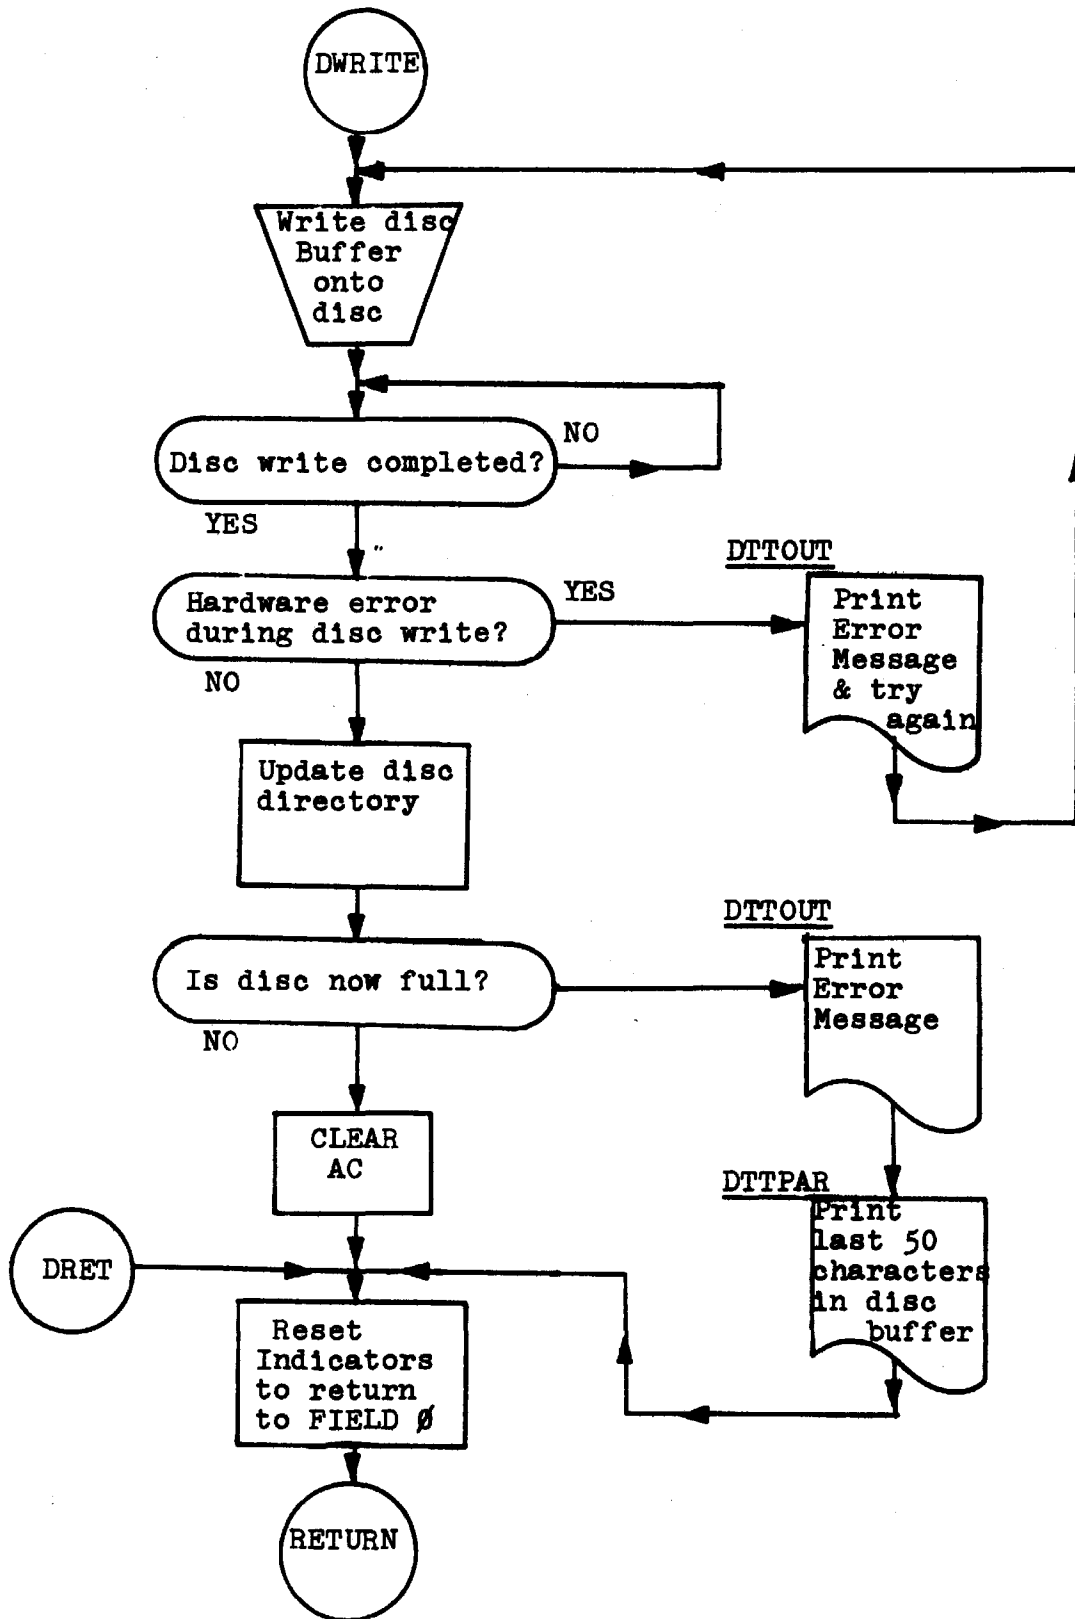 DWRITE
Write disc
Buffer
onto
disc
Disc write completed?
NO
YES
Hardware error
during disc write?
YES
NO
DTTOUT
Print
Error
Message
& try
again
Update disc
directory
Is disc now full?
NO
DTTOUT
Print
Error
Message
CLEAR
AC
DTTPAR
Print
last 50
characters
in disc
buffer
DRET
Reset
Indicators
to return
to FIELD Ø
RETURN